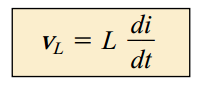 v_L = L di/dt